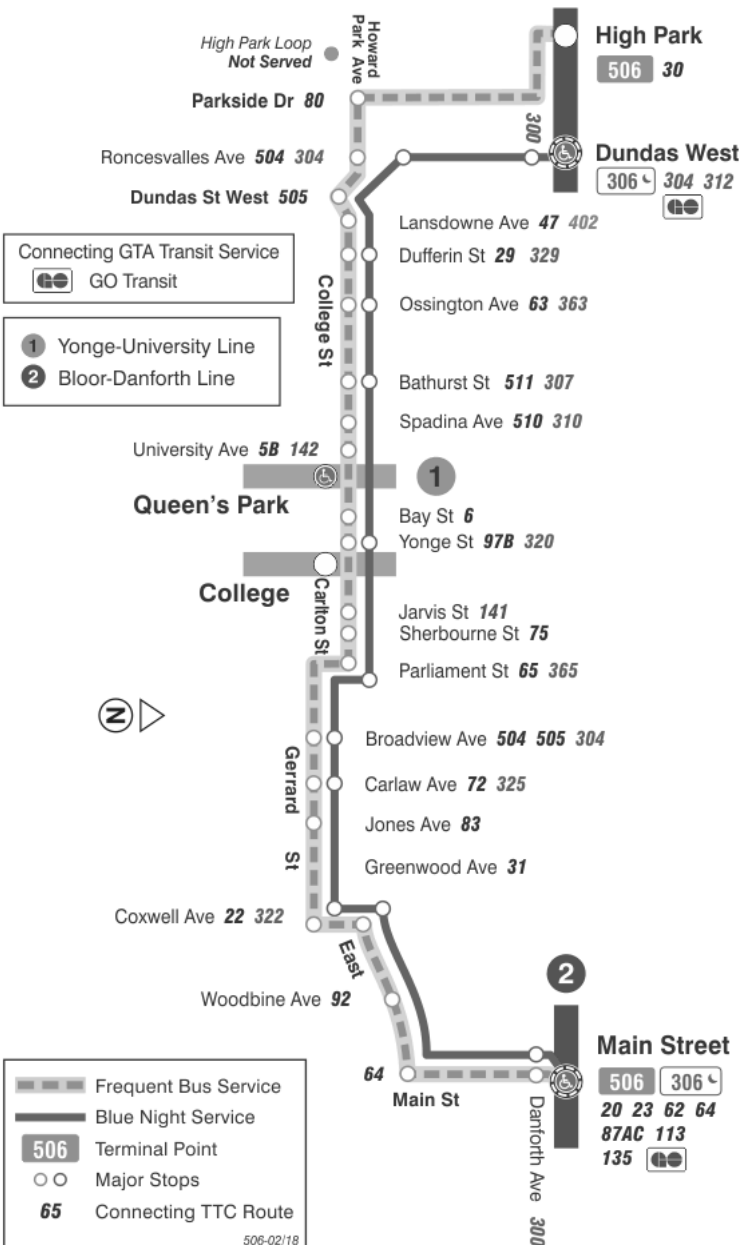 High Park Loop
Not Served
Howard
Park Ave
High Park
506 30
Parkside Dr 80
300
Roncesvalles Ave 504 304
Dundas West
306 304 312
GO
Dundas St West 505
Lansdowne Ave 47 402
Connecting GTA Transit Service
GO GO Transit
Dufferin St 29 329
College St
Ossington Ave 63 363
1 Yonge-University Line
2 Bloor-Danforth Line
Bathurst St 511 307
Spadina Ave 510 310
University Ave 5B 142
1
Queen's Park
Bay St 6
Yonge St 97B 320
College
Carlton St
Jarvis St 141
Sherbourne St 75
Parliament St 65 365
N
Broadview Ave 504 505 304
Gerrard St East
Carlaw Ave 72 325
Jones Ave 83
Greenwood Ave 31
Coxwell Ave 22 322
2
Woodbine Ave 92
Main Street
506 306
20 23 62 64
87AC 113
135 GO
64
Main St
Danforth Ave 300
Frequent Bus Service
Blue Night Service
506 Terminal Point
Major Stops
65 Connecting TTC Route
506-02/18